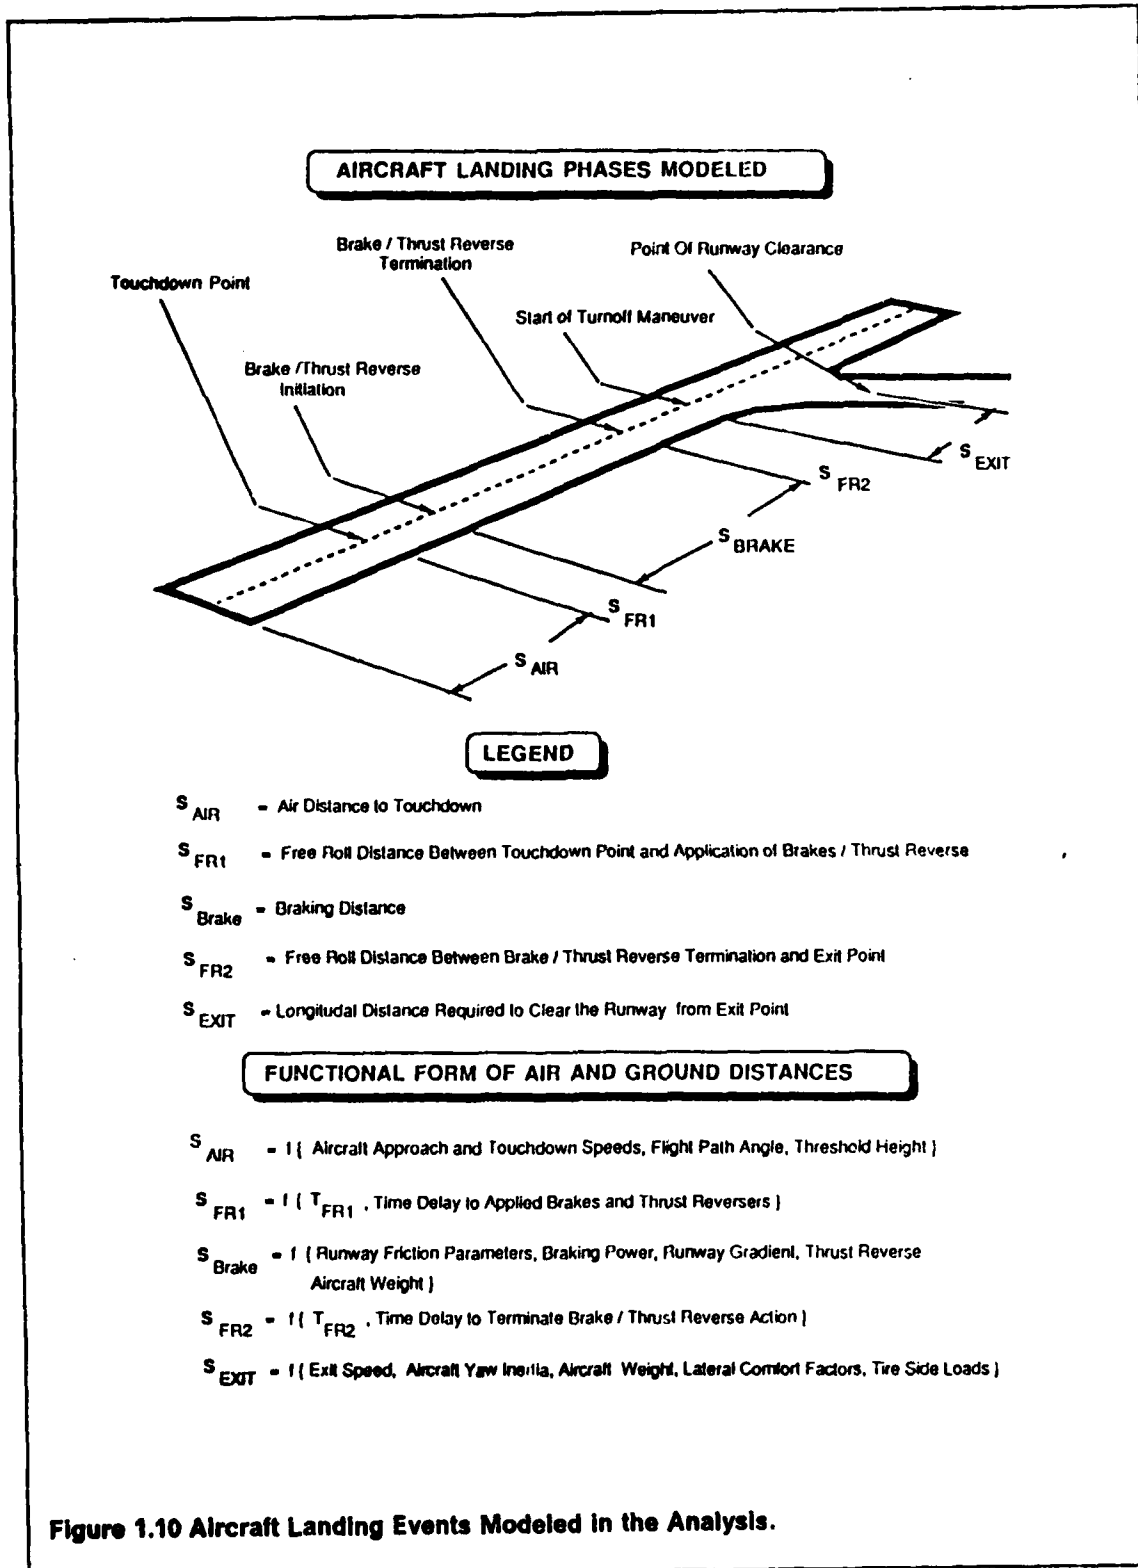 AIRCRAFT LANDING PHASES MODELED
Brake / Thrust Reverse
Termination
Point Of Runway Clearance
Touchdown Point
Start of Turnoff Maneuver
Brake /Thrust Reverse
Initiation
S EXIT
S FR2
S BRAKE
S FR1
S AIR
LEGEND
S AIR = Air Distance to Touchdown
S FR1 = Free Roll Distance Between Touchdown Point and Application of Brakes / Thrust Reverse
S Brake = Braking Distance
S FR2 = Free Roll Distance Between Brake / Thrust Reverse Termination and Exit Point
S EXIT = Longitudal Distance Required to Clear the Runway from Exit Point
FUNCTIONAL FORM OF AIR AND GROUND DISTANCES
S AIR = f { Aircraft Approach and Touchdown Speeds, Flight Path Angle, Threshold Height }
S FR1 = f { T FR1 , Time Delay to Applied Brakes and Thrust Reversers }
S Brake = f { Runway Friction Parameters, Braking Power, Runway Gradient, Thrust Reverse
Aircraft Weight }
S FR2 = f { T FR2 , Time Delay to Terminate Brake / Thrust Reverse Action }
S EXIT = f { Exit Speed, Aircraft Yaw Inertia, Aircraft Weight, Lateral Comfort Factors, Tire Side Loads }
Figure 1.10 Aircraft Landing Events Modeled in the Analysis.